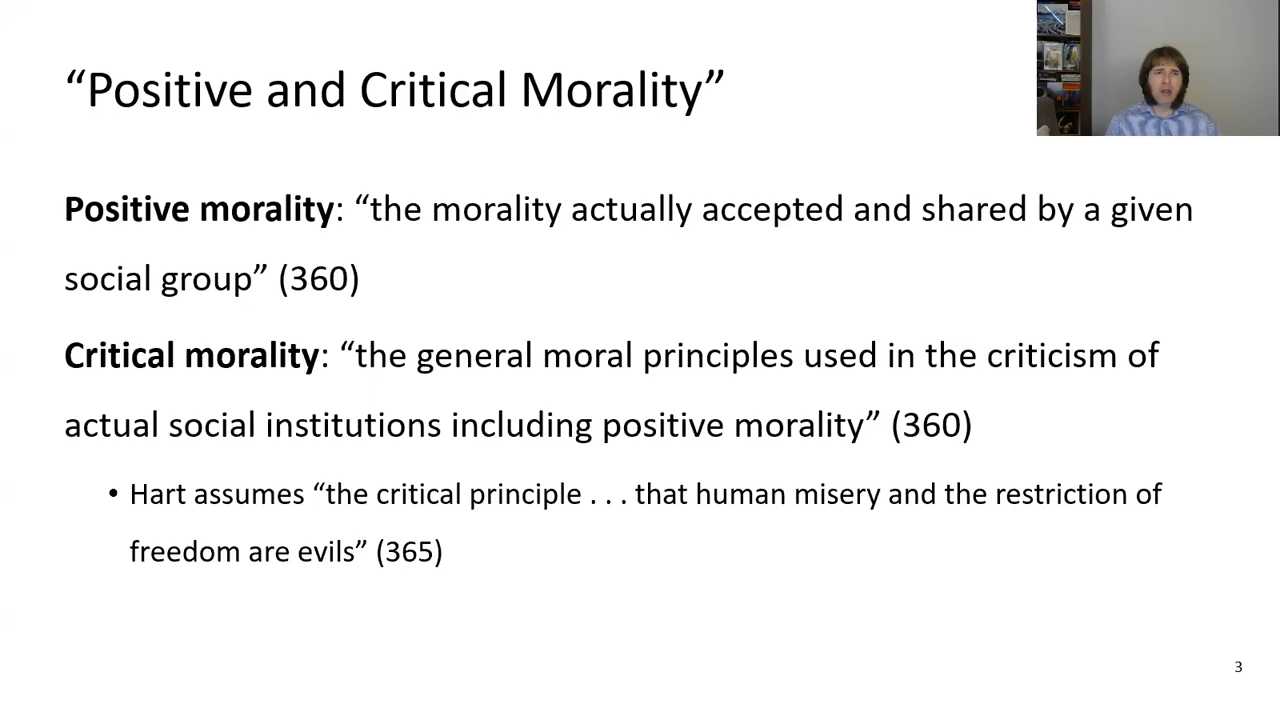 “Positive and Critical Morality”
Positive morality: “the morality actually accepted and shared by a given
social group” (360)
Critical morality: “the general moral principles used in the criticism of
actual social institutions including positive morality” (360)
• Hart assumes “the critical principle . . . that human misery and the restriction of
freedom are evils” (365)
3